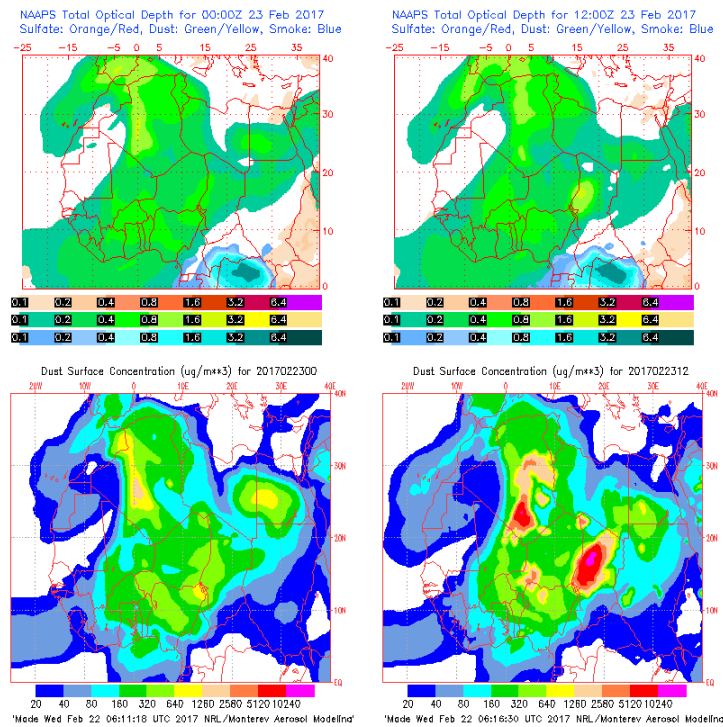 NAAPS Total Optical Depth for 00:00Z 23 Feb 2017
Sulfate: Orange/Red, Dust: Green/Yellow, Smoke: Blue
-25 -15 -10 -5 0 5 15 25 35
40
30
20
10
0
0.1 0.2 0.4 0.8 1.6 3.2 6.4
0.1 0.2 0.4 0.8 1.6 3.2 6.4
0.1 0.2 0.4 0.8 1.6 3.2 6.4
NAAPS Total Optical Depth for 12:00Z 23 Feb 2017
Sulfate: Orange/Red, Dust: Green/Yellow, Smoke: Blue
-25 -15 -10 -5 0 5 15 25 35
40
30
20
10
0
0.1 0.2 0.4 0.8 1.6 3.2 6.4
0.1 0.2 0.4 0.8 1.6 3.2 6.4
0.1 0.2 0.4 0.8 1.6 3.2 6.4
Dust Surface Concentration (ug/m**3) for 2017022300
20W 10W 0 10E 20E 30E 40E
40N
30N
20N
10N
EQ
20 40 80 160 320 640 1280 2560 5120 10240
'Made Wed Feb 22 06:11:18 UTC 2017 NRL/Monterey Aerosol Modeling'
Dust Surface Concentration (ug/m**3) for 2017022312
20W 10W 0 10E 20E 30E 40E
40N
30N
20N
10N
EQ
20 40 80 160 320 640 1280 2560 5120 10240
'Made Wed Feb 22 06:16:30 UTC 2017 NRL/Monterey Aerosol Modeling'